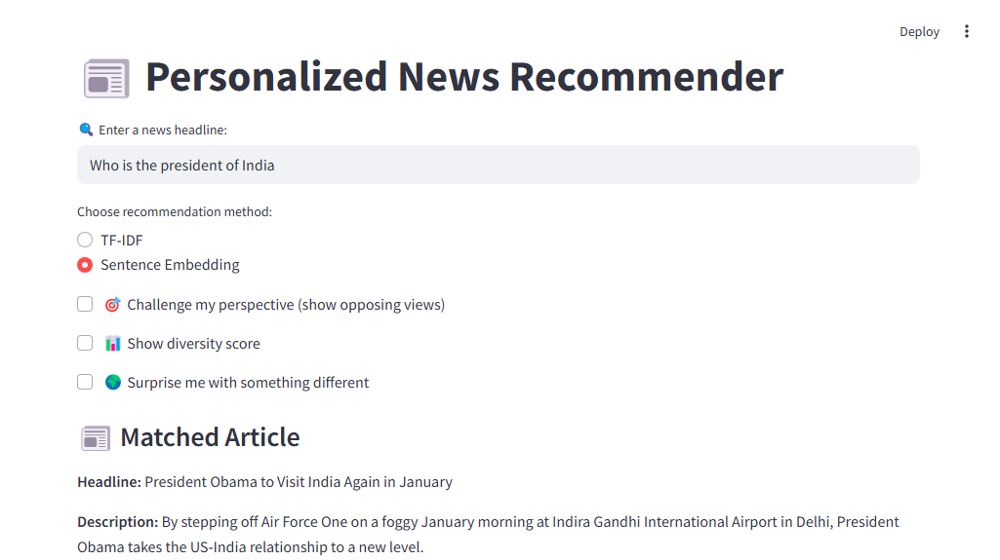 Deploy
Personalized News Recommender
Enter a news headline:
Who is the president of India
Choose recommendation method:
TF-IDF
Sentence Embedding
Challenge my perspective (show opposing views)
Show diversity score
Surprise me with something different
Matched Article
Headline: President Obama to Visit India Again in January
Description: By stepping off Air Force One on a foggy January morning at Indira Gandhi International Airport in Delhi, President
Obama takes the US-India relationship to a new level.